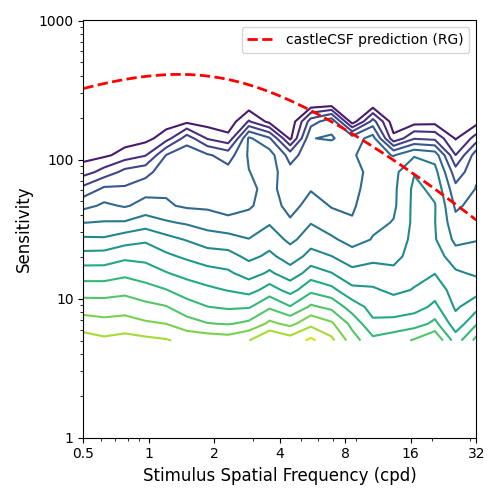 1000
castleCSF prediction (RG)
100
10
1
Sensitivity
0.5 1 2 4 8 16 32
Stimulus Spatial Frequency (cpd)